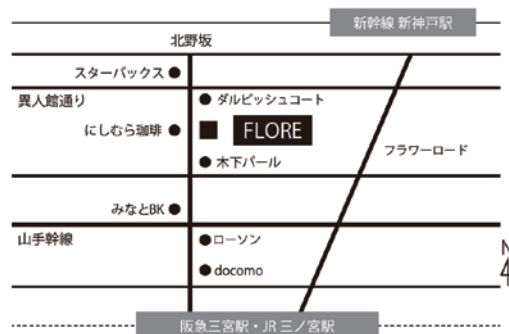 新幹線 新神戸駅
北野坂
スターバックス
異人館通り
ダルビッシュコート
にしむら珈琲
FLORE
フラワーロード
木下パール
みなとBK
山手幹線
ローソン
docomo
N
阪急三宮駅・JR 三ノ宮駅